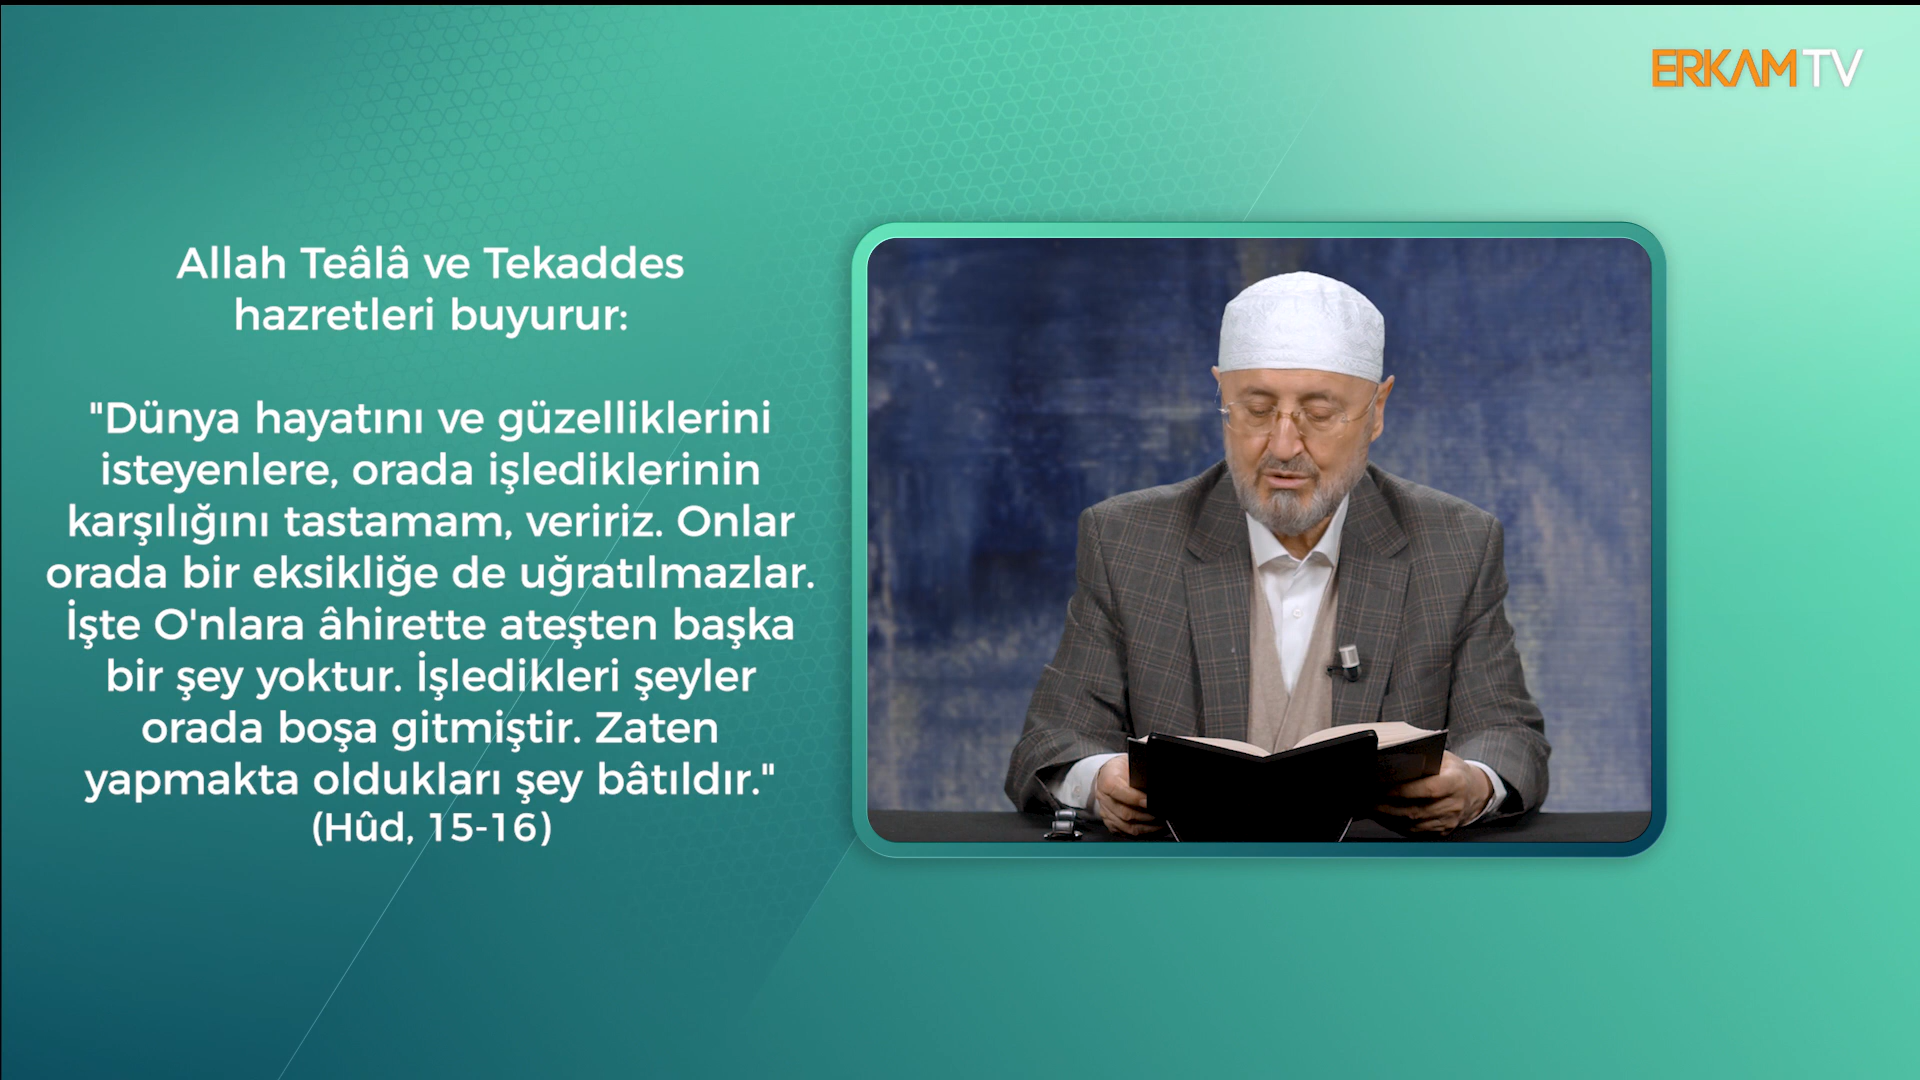 ERKAM TV
Allah Teâlâ ve Tekaddes
hazretleri buyurur:
"Dünya hayatını ve güzelliklerini
isteyenlere, orada işlediklerinin
karşılığını tastamam, veririz. Onlar
orada bir eksikliğe de uğratılmazlar.
İşte O'nlara âhirette ateşten başka
bir şey yoktur. İşledikleri şeyler
orada boşa gitmiştir. Zaten
yapmakta oldukları şey bâtıldır."
(Hûd, 15-16)